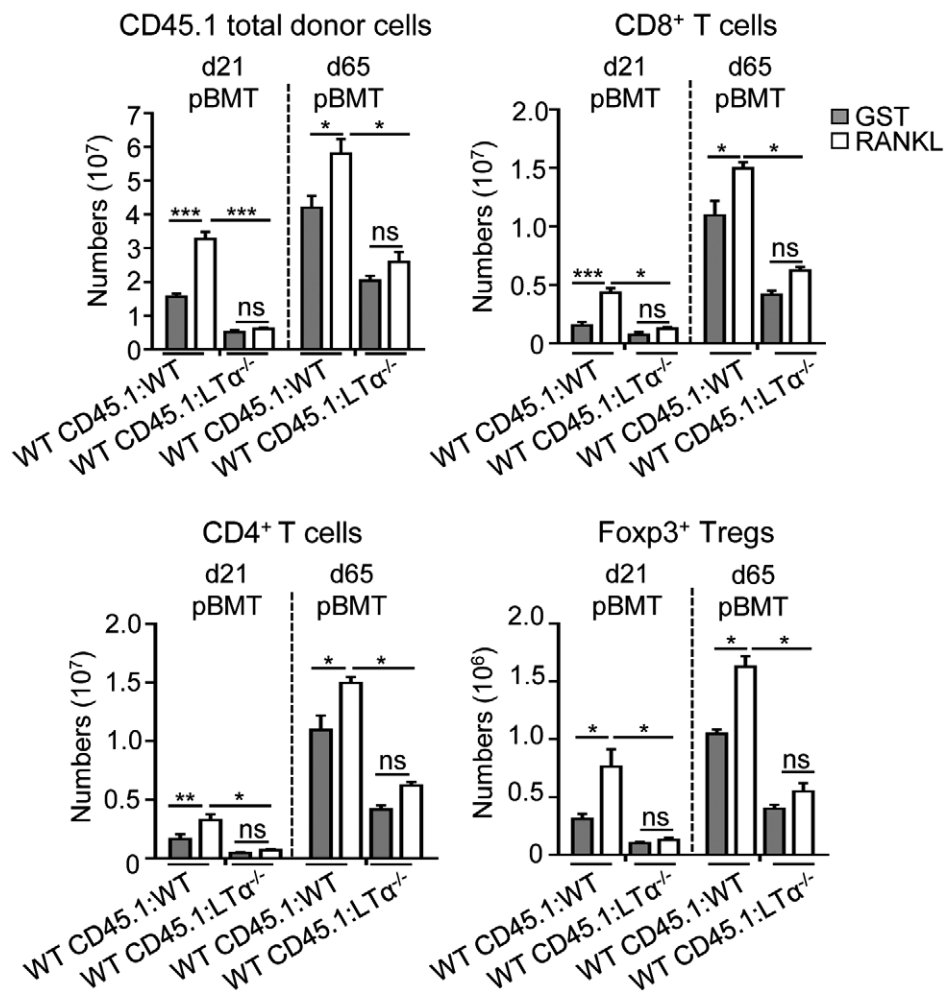 CD45.1 total donor cells
d21 pBMT
d65 pBMT
Numbers (10⁷)
7
6
5
4
3
2
1
0
***
***
ns
*
*
ns
WT CD45.1:WT
WT CD45.1:LTα⁻/⁻
WT CD45.1:WT
WT CD45.1:LTα⁻/⁻
CD8⁺ T cells
d21 pBMT
d65 pBMT
GST
RANKL
Numbers (10⁷)
2.0
1.5
1.0
0.5
0
***
*
ns
*
*
ns
WT CD45.1:WT
WT CD45.1:LTα⁻/⁻
WT CD45.1:WT
WT CD45.1:LTα⁻/⁻
CD4⁺ T cells
d21 pBMT
d65 pBMT
Numbers (10⁷)
2.0
1.5
1.0
0.5
0
**
*
ns
*
*
ns
WT CD45.1:WT
WT CD45.1:LTα⁻/⁻
WT CD45.1:WT
WT CD45.1:LTα⁻/⁻
Foxp3⁺ Tregs
d21 pBMT
d65 pBMT
Numbers (10⁶)
2.0
1.5
1.0
0.5
0
*
*
ns
*
*
ns
WT CD45.1:WT
WT CD45.1:LTα⁻/⁻
WT CD45.1:WT
WT CD45.1:LTα⁻/⁻